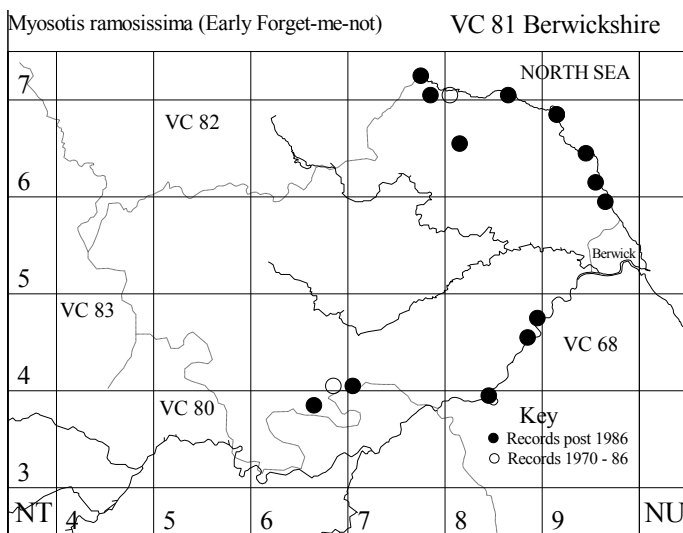 Myosotis ramosissima (Early Forget-me-not) VC 81 Berwickshire
7 NORTH SEA
VC 82
6
Berwick
5
VC 83
VC 68
4
VC 80
Key
Records post 1986
Records 1970 - 86
3
NT 4 5 6 7 8 9 NU